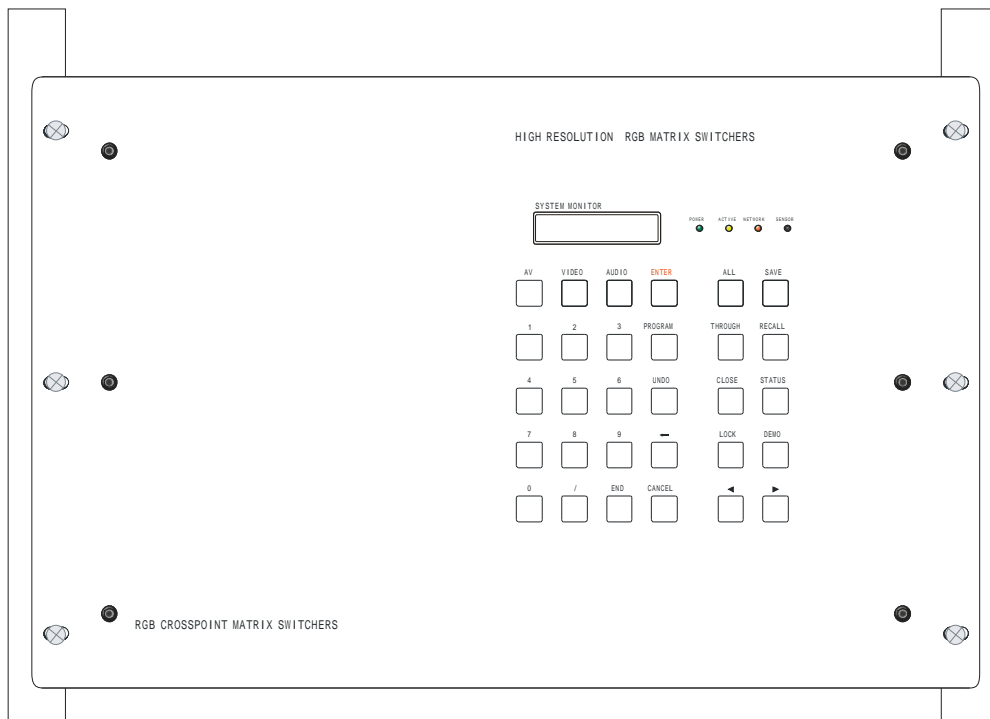 HIGH RESOLUTION RGB MATRIX SWITCHERS
SYSTEM MONITOR
POWER ACTIVE NETWORK SENSOR
AV VIDEO AUDIO ENTER ALL SAVE
1 2 3 PROGRAM THROUGH RECALL
4 5 6 UNDO CLOSE STATUS
7 8 9 ← LOCK DEMO
0 / END CANCEL ◀ ▶
RGB CROSSPOINT MATRIX SWITCHERS